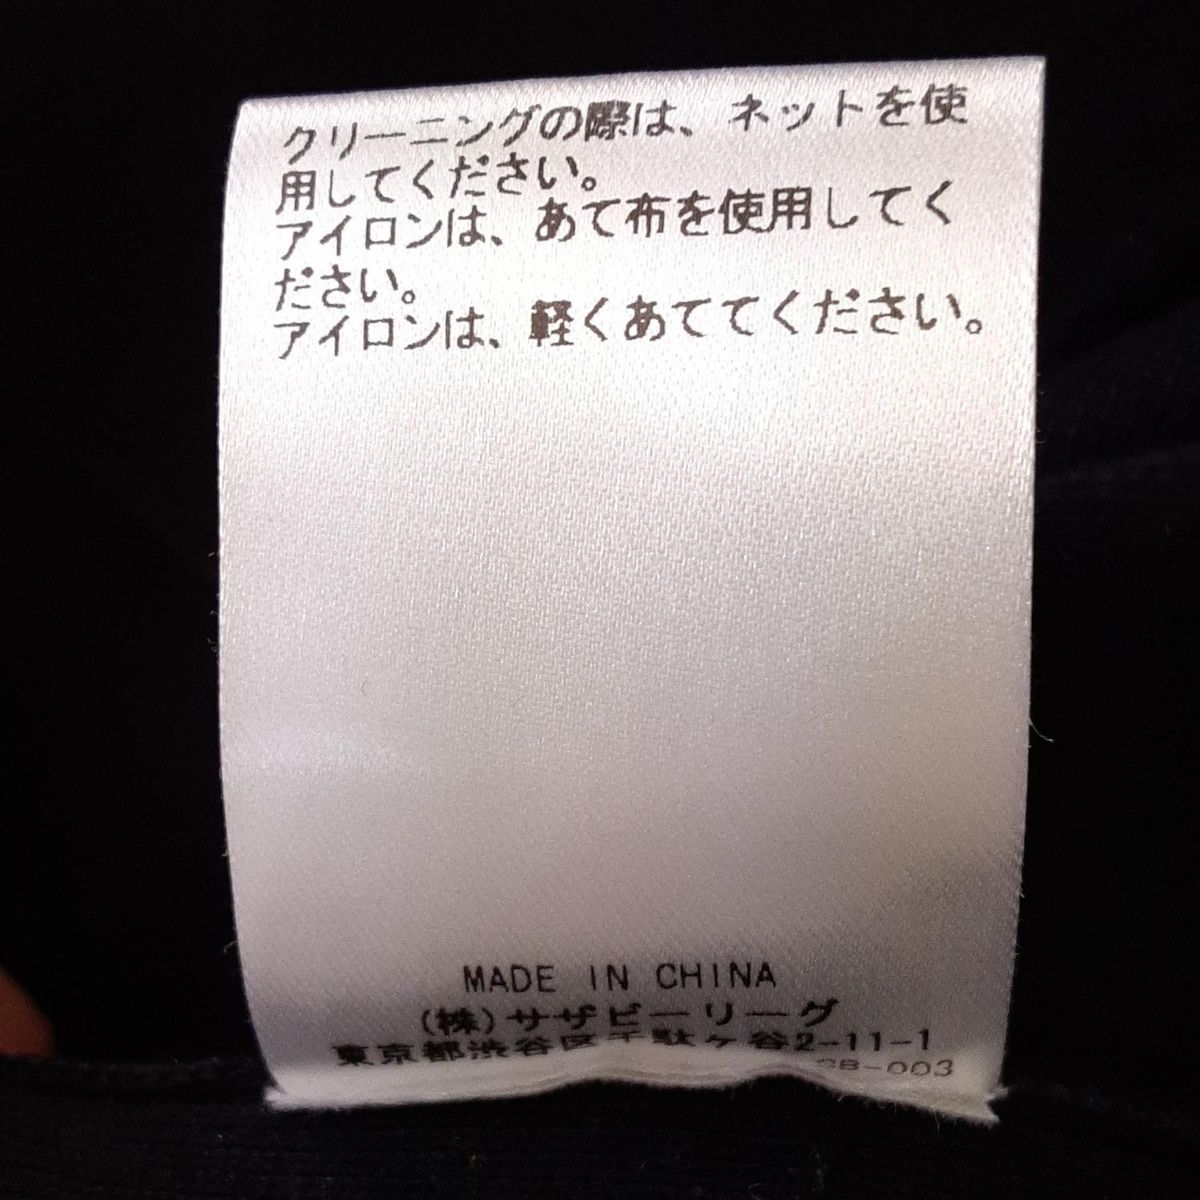 クリーニングの際は、ネットを使
用してください。
アイロンは、あて布を使用してく
ださい。
アイロンは、軽くあててください。
MADE IN CHINA
(株)サザビーリーグ
東京都渋谷区千駄ヶ谷2-11-1
-003